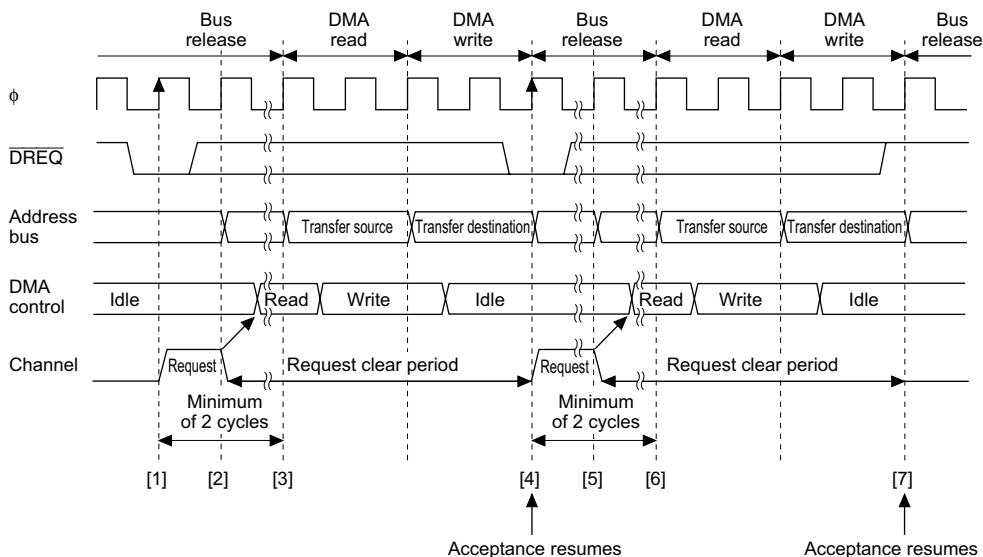 Bus release
DMA read
DMA write
Bus release
DMA read
DMA write
Bus release
ϕ
DREQ
Address bus
Transfer source
Transfer destination
Transfer source
Transfer destination
DMA control
Idle
Read
Write
Idle
Read
Write
Idle
Channel
Request
Request clear period
Request
Request clear period
Minimum of 2 cycles
Minimum of 2 cycles
[1]
[2]
[3]
[4]
[5]
[6]
[7]
Acceptance resumes
Acceptance resumes